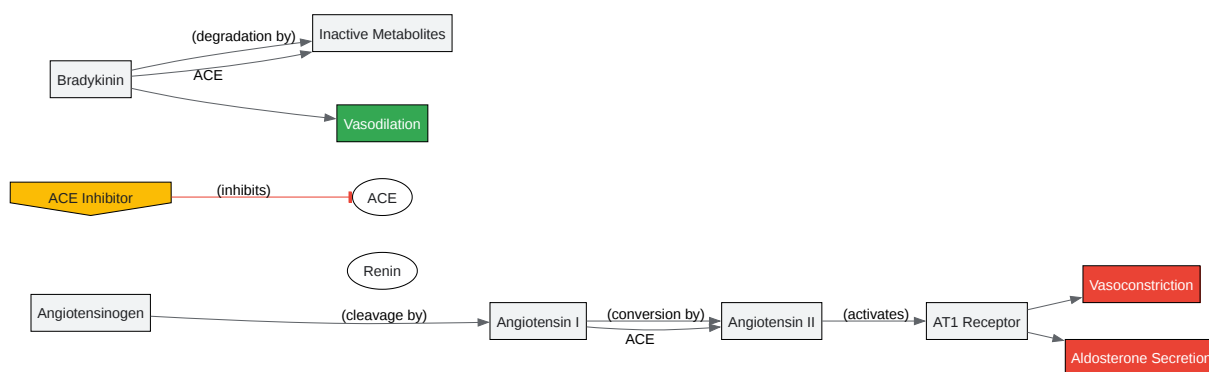 (degradation by)
Inactive Metabolites
Bradykinin
ACE
Vasodilation
ACE Inhibitor
(inhibits)
ACE
Renin
Angiotensinogen
(cleavage by)
Angiotensin I
(conversion by)
ACE
Angiotensin II
(activates)
AT1 Receptor
Vasoconstriction
Aldosterone Secretion